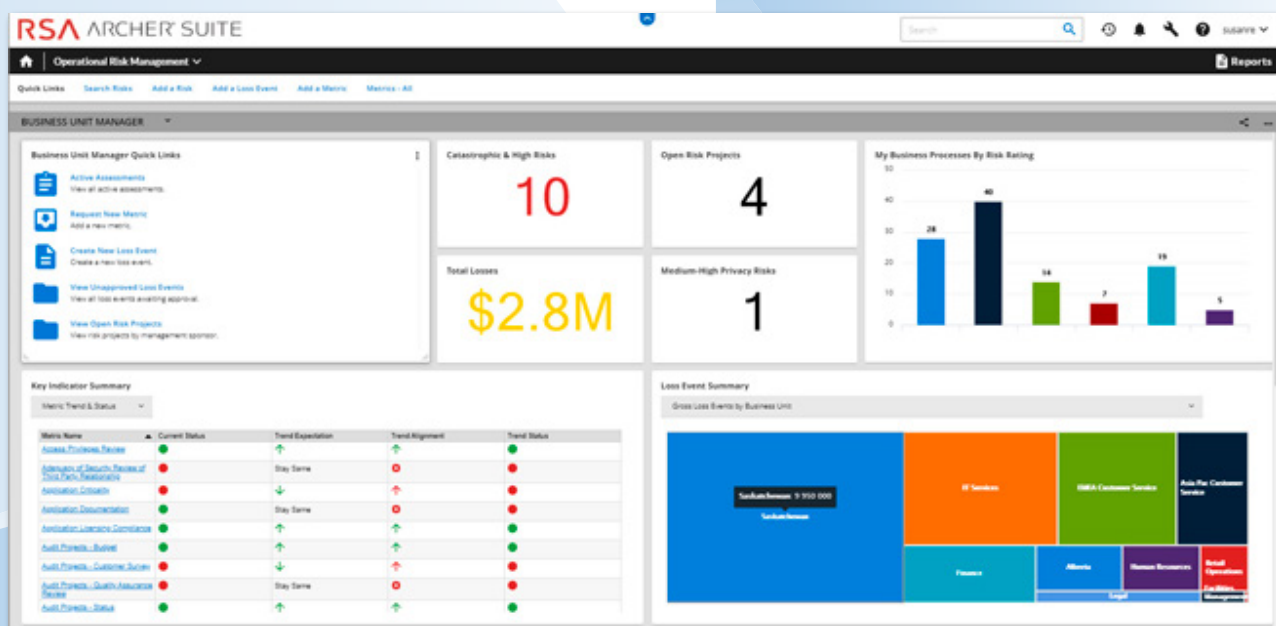 RSA ARCHER® SUITE
Search
susanre
Operational Risk Management
Reports
Quick Links Search Risks Add a Risk Add a Loss Event Add a Metric Metrics - All
BUSINESS UNIT MANAGER
Business Unit Manager Quick Links
Active Assessments
View all active assessments.
Request New Metric
Add a new metric.
Create New Loss Event
Create a new loss event.
View Unapproved Loss Events
View all loss events awaiting approval.
View Open Risk Projects
View risk projects by management sponsor.
Catastrophic & High Risks
10
Open Risk Projects
4
Total Losses
$2.8M
Medium-High Privacy Risks
1
My Business Processes By Risk Rating
50
40
30
20
10
0
28
40
14
7
19
5
Key Indicator Summary
Metric Trend & Status
Metric Name Current Status Trend Expectation Trend Alignment Trend Status
Access Privileges Review
Adequacy of Security Review of Third Party Relationship Stay Same
Application Criticality
Application Documentation Stay Same
Application Licensing Compliance
Audit Projects - Budget
Audit Projects - Customer Survey
Audit Projects - Quality Assurance Review Stay Same
Audit Projects - Status
Loss Event Summary
Gross Loss Events by Business Unit
Saskatchewan: 9 950 000
Saskatchewan
IT Services
EMEA Customer Service
Asia Pac Customer Service
Finance
Alberta
Human Resources
Retail Operations
Legal
Facilities Management